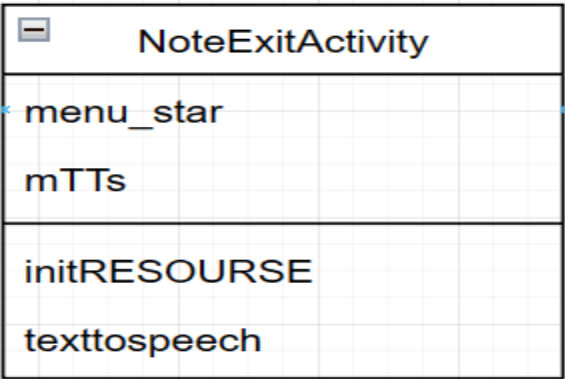 NoteExitActivity
menu_star
mTTs
initRESOURSE
texttospeech